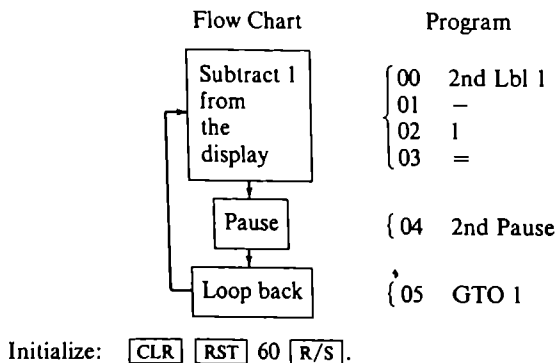 Flow Chart Program
Subtract 1
from
the
display
00 2nd Lbl 1
01 −
02 1
03 =
Pause
04 2nd Pause
Loop back
05 GTO 1
Initialize: CLR RST 60 R/S.